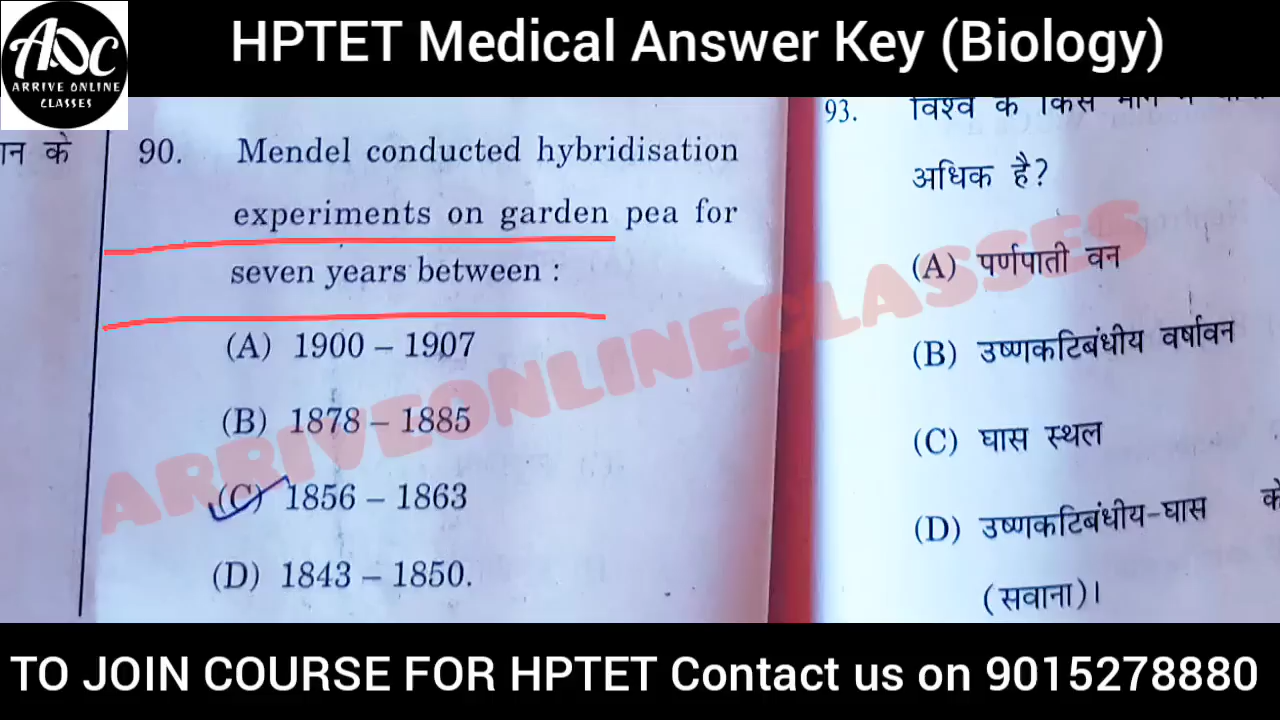 AOC
ARRIVE ONLINE
CLASSES
HPTET Medical Answer Key (Biology)
ान के
90. Mendel conducted hybridisation
experiments on garden pea for
seven years between :
(A) 1900 – 1907
(B) 1878 – 1885
(C) 1856 – 1863
(D) 1843 – 1850.
93. विश्व के किस भाग में
अधिक है?
(A) पर्णपाती वन
(B) उष्णकटिबंधीय वर्षावन
(C) घास स्थल
(D) उष्णकटिबंधीय-घास
(सवाना)।
के
ARRIVEONLINECLASSES
TO JOIN COURSE FOR HPTET Contact us on 9015278880